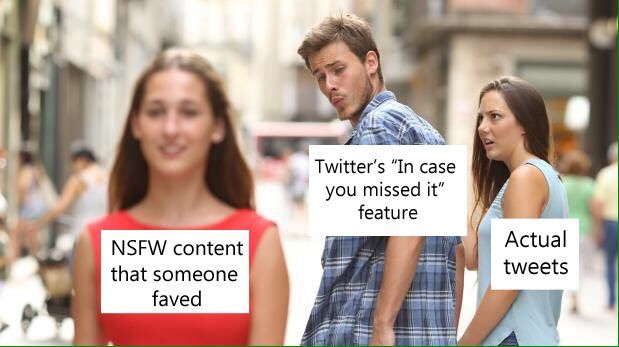 NSFW content
that someone
faved
Twitter's “In case
you missed it”
feature
Actual
tweets